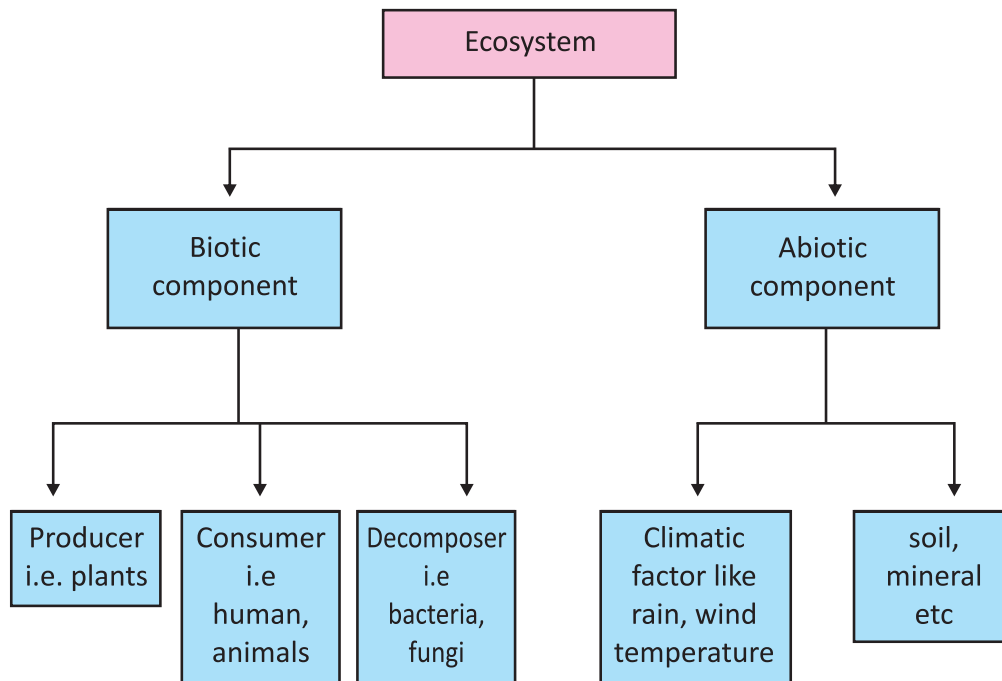 Ecosystem
Biotic
component
Abiotic
component
Producer
i.e. plants
Consumer
i.e
human,
animals
Decomposer
i.e
bacteria,
fungi
Climatic
factor like
rain, wind
temperature
soil,
mineral
etc